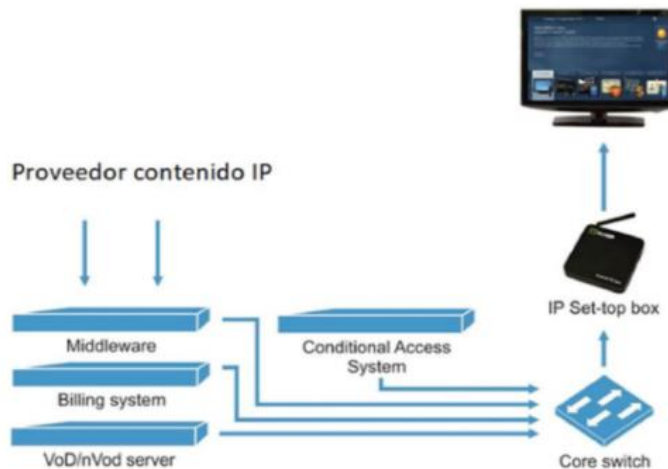 Proveedor contenido IP
IP Set-top box
Middleware
Conditional Access
System
Billing system
VoD/nVod server
Core switch